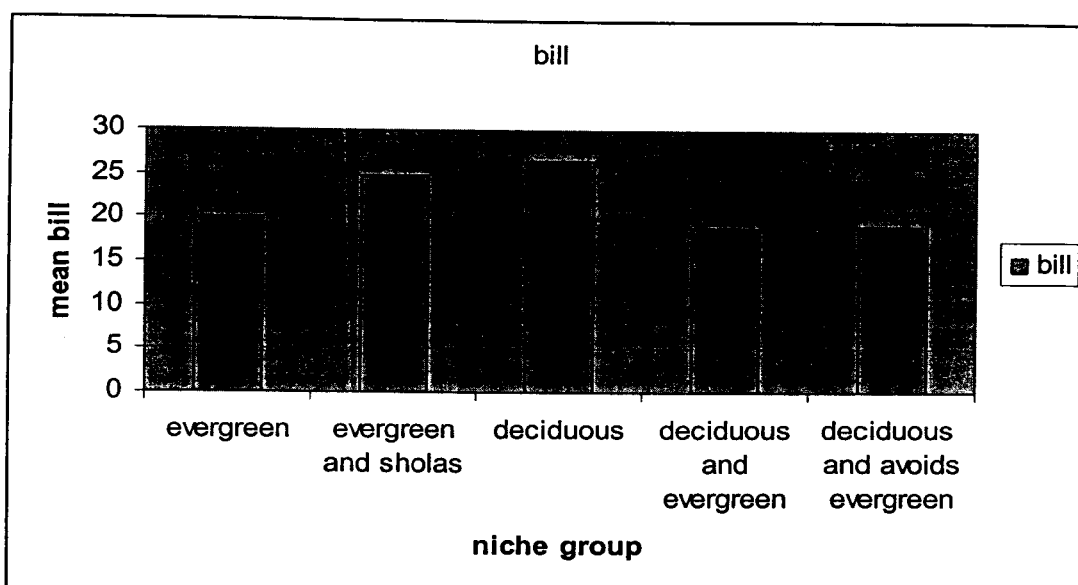 bill
30
25
20
15
10
5
0
mean bill
evergreen
evergreen
and sholas
deciduous
deciduous
and
evergreen
deciduous
and avoids
evergreen
niche group
bill